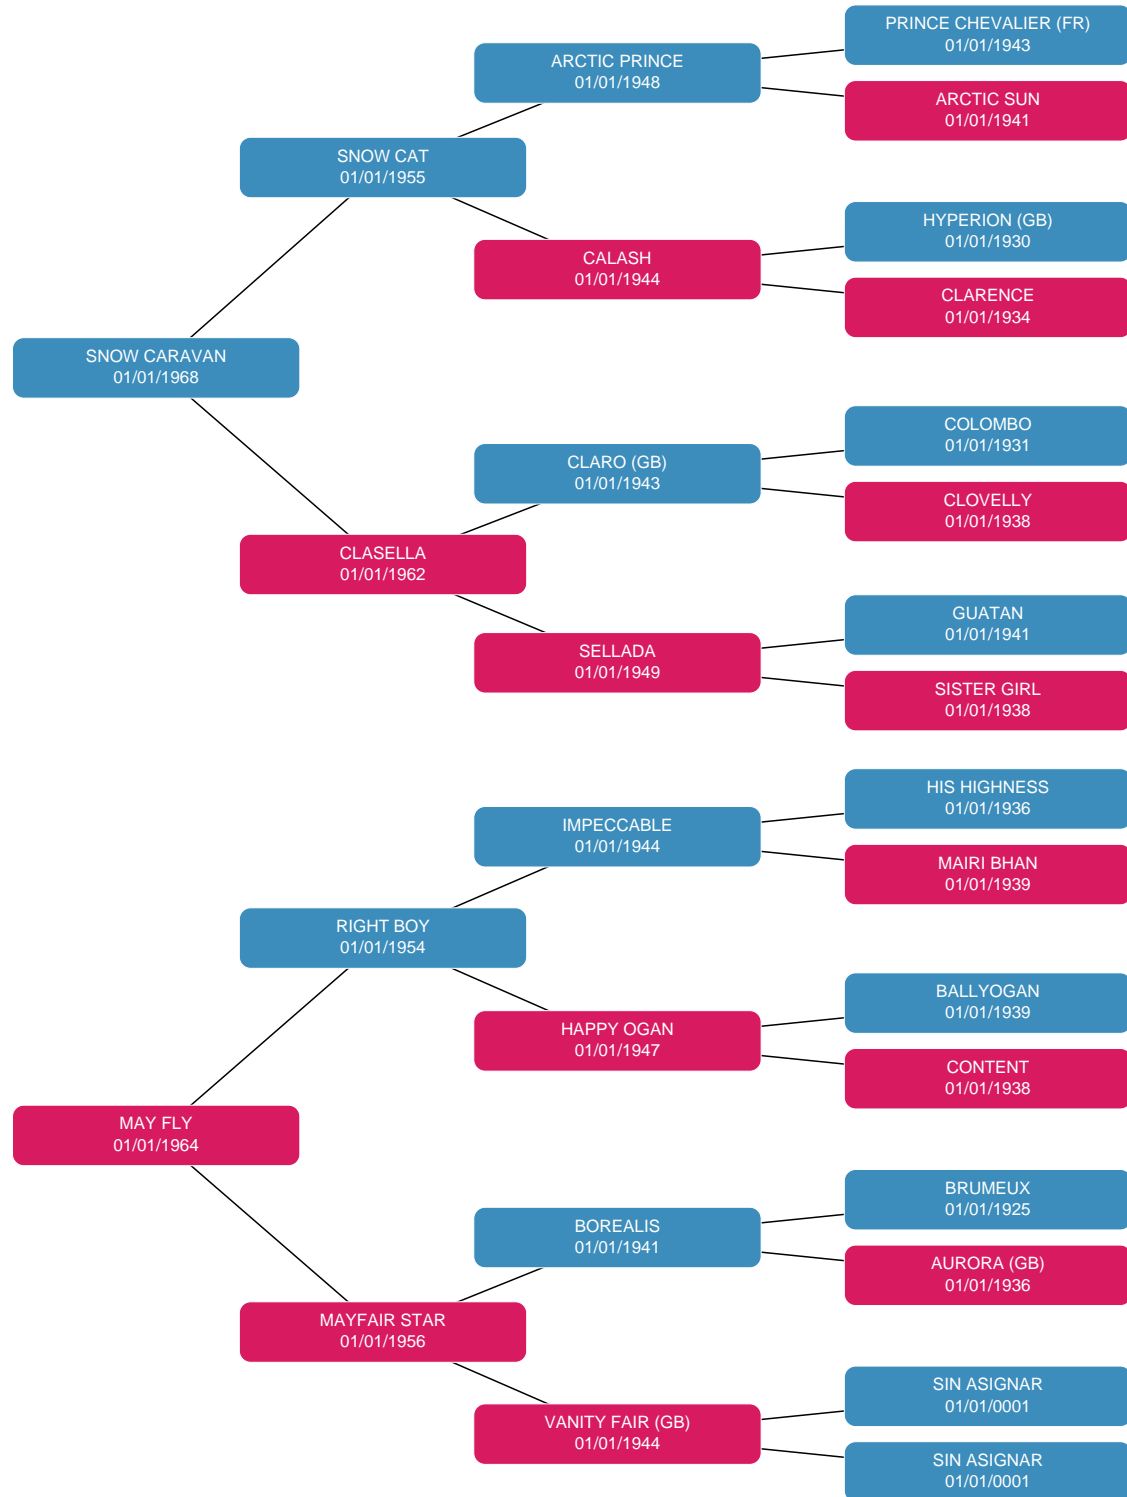 PRINCE CHEVALIER (FR)
01/01/1943
ARCTIC PRINCE
01/01/1948
ARCTIC SUN
01/01/1941
SNOW CAT
01/01/1955
HYPERION (GB)
01/01/1930
CALASH
01/01/1944
CLARENCE
01/01/1934
SNOW CARAVAN
01/01/1968
COLOMBO
01/01/1931
CLARO (GB)
01/01/1943
CLOVELLY
01/01/1938
CLASELLA
01/01/1962
GUATAN
01/01/1941
SELLADA
01/01/1949
SISTER GIRL
01/01/1938
HIS HIGHNESS
01/01/1936
IMPECCABLE
01/01/1944
MAIRI BHAN
01/01/1939
RIGHT BOY
01/01/1954
BALLYOGAN
01/01/1939
HAPPY OGAN
01/01/1947
CONTENT
01/01/1938
MAY FLY
01/01/1964
BRUMEUX
01/01/1925
BOREALIS
01/01/1941
AURORA (GB)
01/01/1936
MAYFAIR STAR
01/01/1956
SIN ASIGNAR
01/01/0001
VANITY FAIR (GB)
01/01/1944
SIN ASIGNAR
01/01/0001